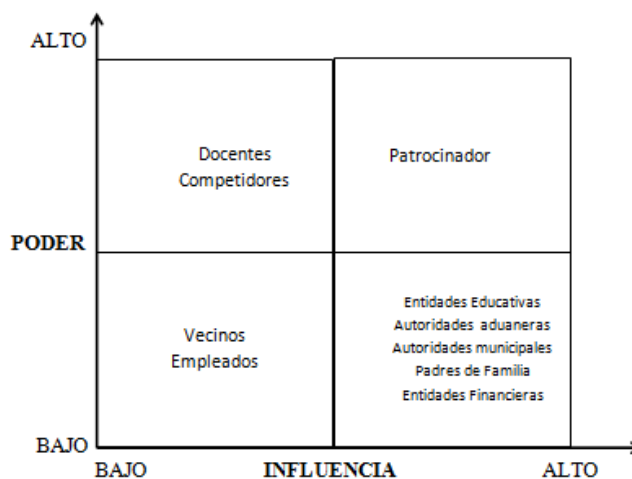 ALTO
Docentes
Competidores
Patrocinador
PODER
Vecinos
Empleados
Entidades Educativas
Autoridades aduaneras
Autoridades municipales
Padres de Familia
Entidades Financieras
BAJO
BAJO
INFLUENCIA
ALTO